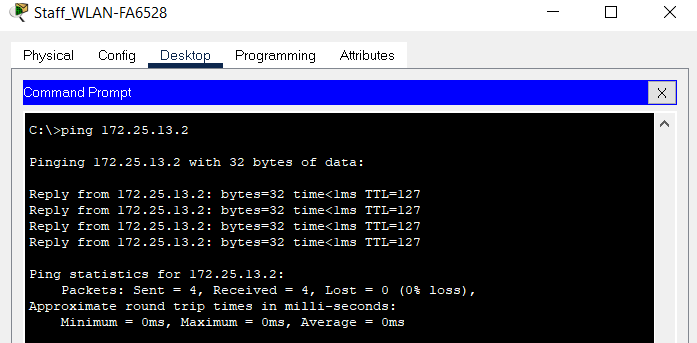 Staff_WLAN-FA6528
Physical Config Desktop Programming Attributes
Command Prompt X
C:\>ping 172.25.13.2
Pinging 172.25.13.2 with 32 bytes of data:
Reply from 172.25.13.2: bytes=32 time<1ms TTL=127
Reply from 172.25.13.2: bytes=32 time<1ms TTL=127
Reply from 172.25.13.2: bytes=32 time<1ms TTL=127
Reply from 172.25.13.2: bytes=32 time<1ms TTL=127
Ping statistics for 172.25.13.2:
Packets: Sent = 4, Received = 4, Lost = 0 (0% loss),
Approximate round trip times in milli-seconds:
Minimum = 0ms, Maximum = 0ms, Average = 0ms